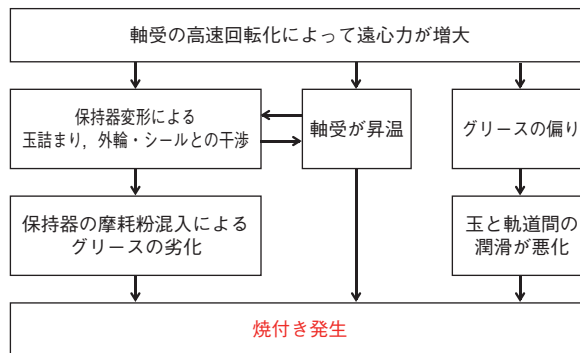 軸受の高速回転化によって遠心力が増大
保持器変形による
玉詰まり，外輪・シールとの干渉
軸受が昇温
グリースの偏り
保持器の摩耗粉混入による
グリースの劣化
玉と軌道間の
潤滑が悪化
焼付き発生